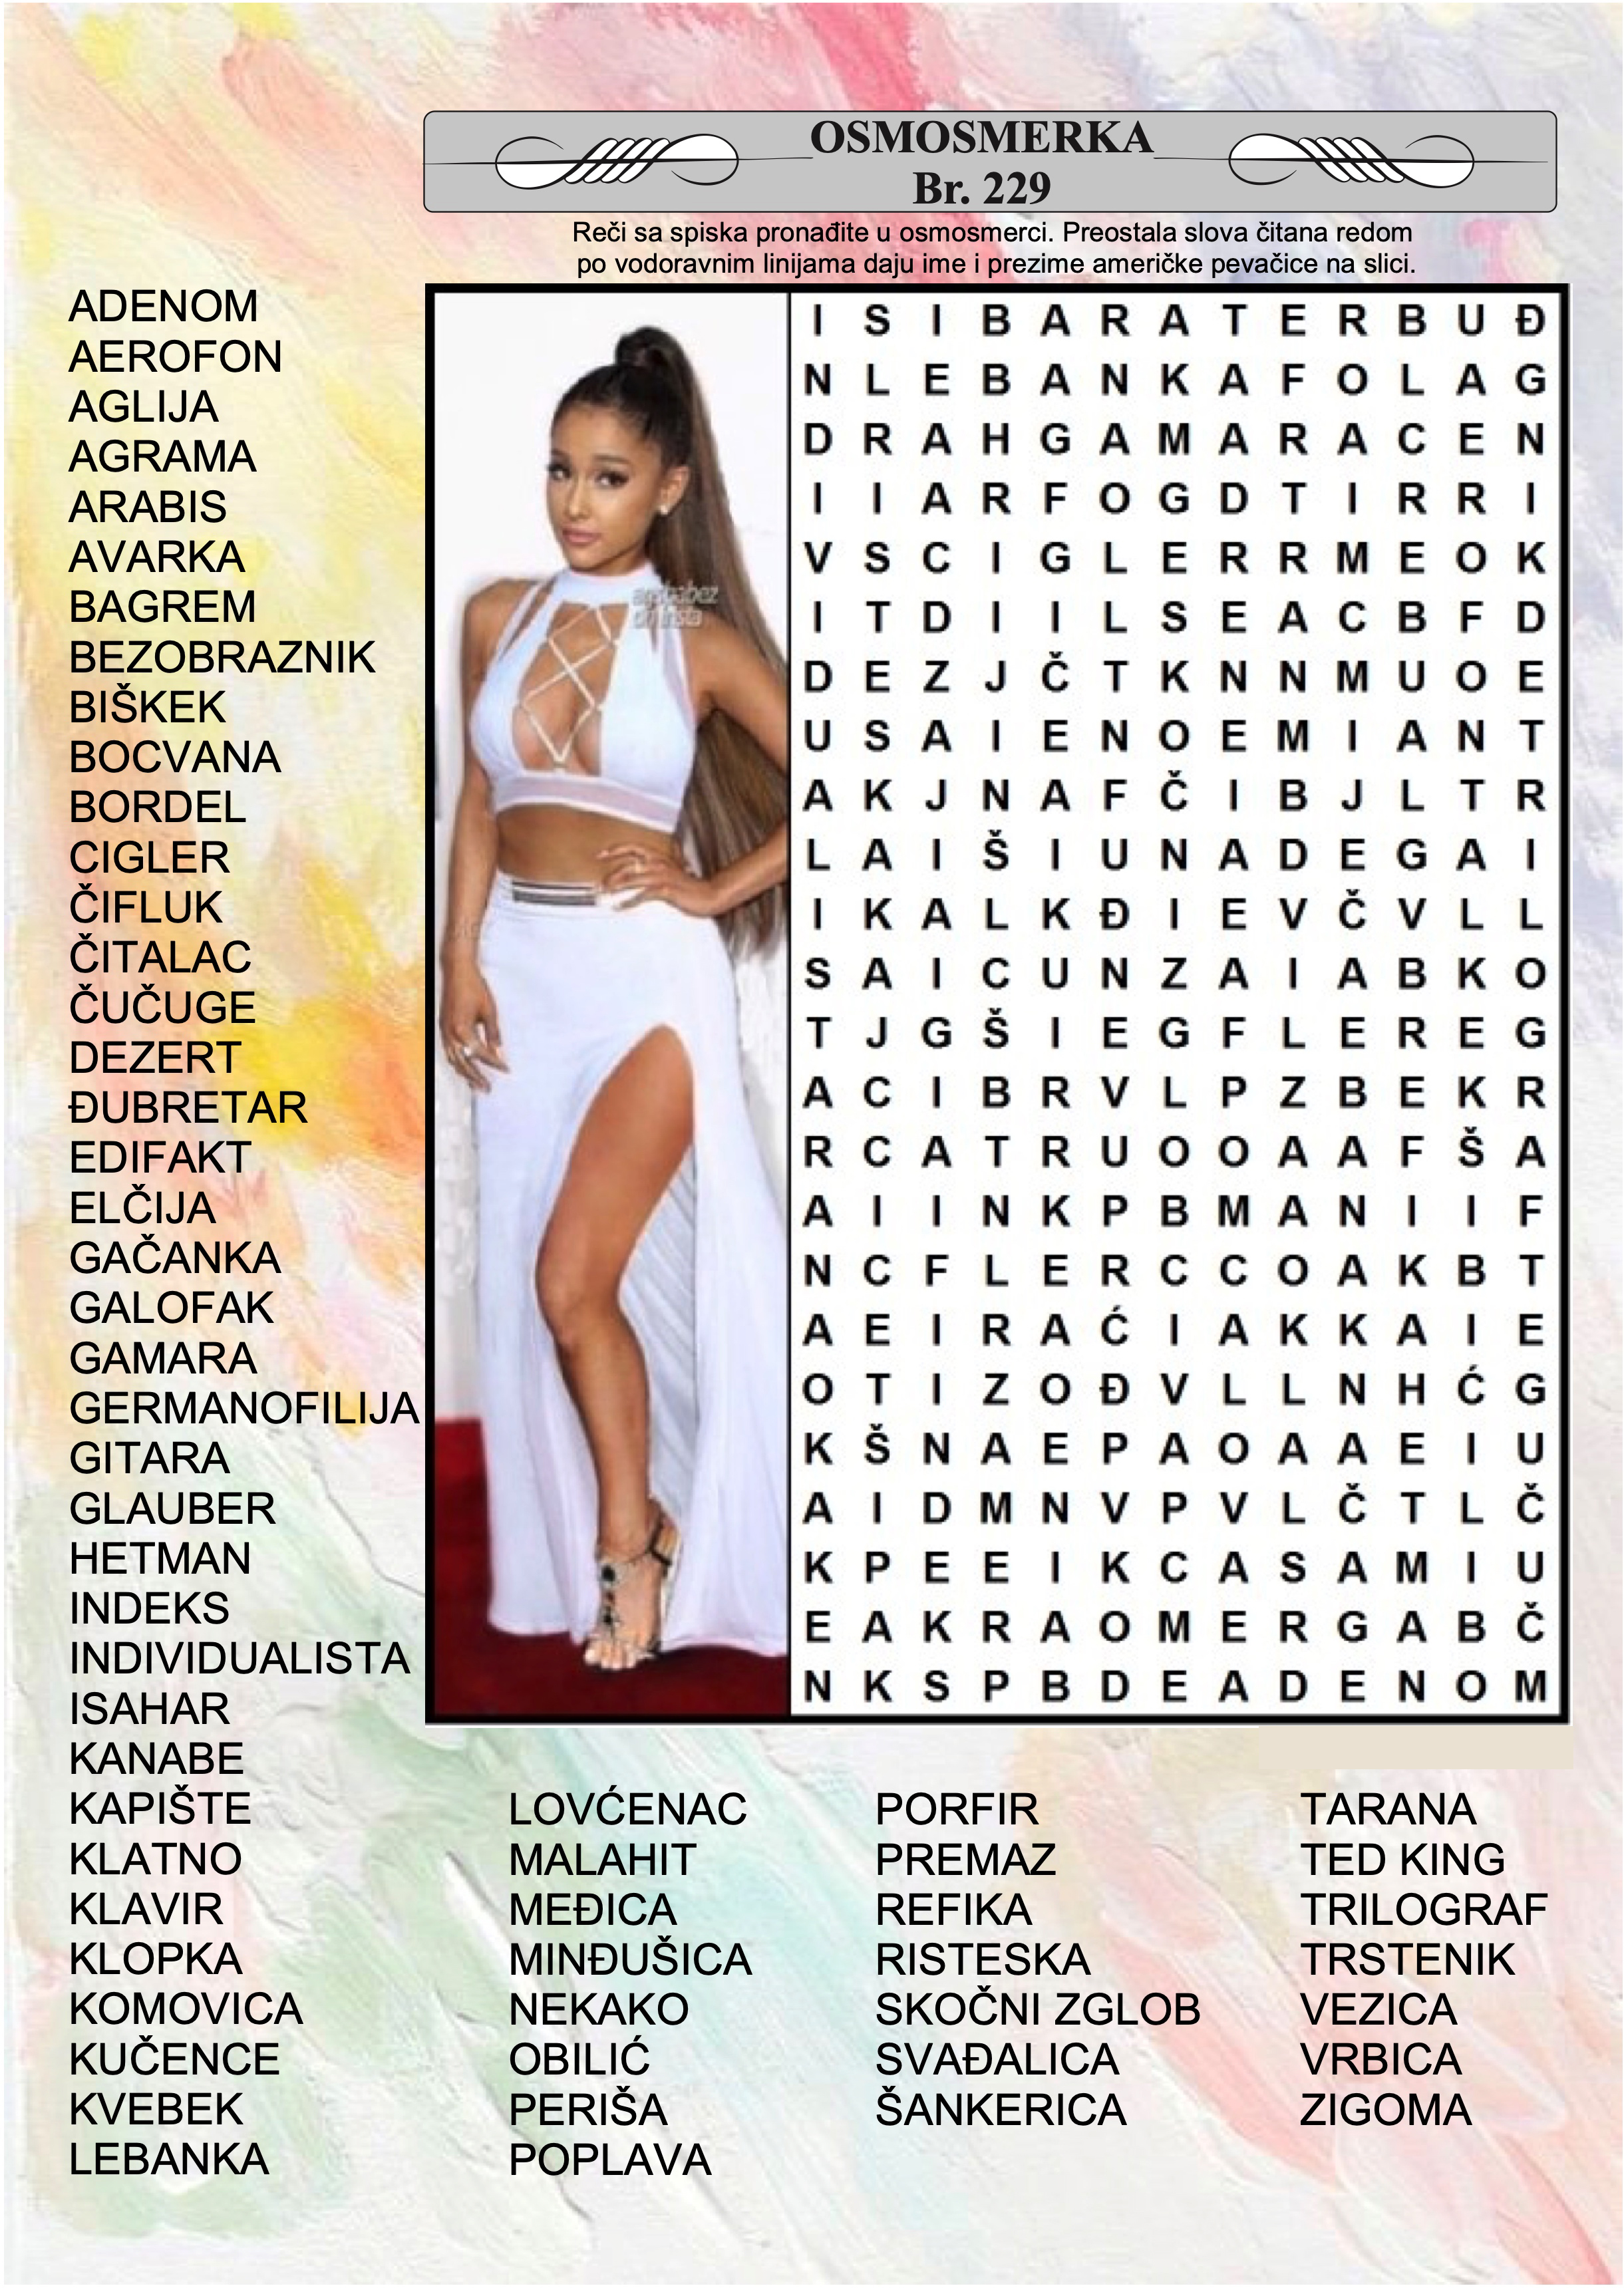 OSMOSMERKA
Br. 229
Reči sa spiska pronađite u osmosmerci. Preostala slova čitana redom
po vodoravnim linijama daju ime i prezime američke pevačice na slici.
ADENOM
AEROFON
AGLIJA
AGRAMA
ARABIS
AVARKA
BAGREM
BEZOBRAZNIK
BIŠKEK
BOCVANA
BORDEL
CIGLER
ČIFLUK
ČITALAC
ČUČUGE
DEZERT
ĐUBRETAR
EDIFAKT
ELČIJA
GAČANKA
GALOFAK
GAMARA
GERMANOFILIJA
GITARA
GLAUBER
HETMAN
INDEKS
INDIVIDUALISTA
ISAHAR
KANABE
KAPIŠTE
KLATNO
KLAVIR
KLOPKA
KOMOVICA
KUČENCE
KVEBEK
LEBANKA
I S I B A R A T E R B U Đ
N L E B A N K A F O L A G
D R A H G A M A R A C E N
I I A R F O G D T I R R I
V S C I G L E R R M E O K
I T D I I L S E A C B F D
D E Z J Č T K N N M U O E
U S A I E N O E M I A N T
A K J N A F Č I B J L T R
L A I Š I U N A D E G A I
I K A L K Đ I E V Č V L L
S A I C U N Z A I A B K O
T J G Š I E G F L E R E G
A C I B R V L P Z B E K R
R C A T R U O O A A F Š A
A I I N K P B M A N I I F
N C F L E R C C O A K B T
A E I R A Ć I A K K A I E
O T I Z O Đ V L L N H Ć G
K Š N A E P A O A A E I U
A I D M N V P V L Č T L Č
K P E E I K C A S A M I U
E A K R A O M E R G A B Č
N K S P B D E A D E N O M
LOVĆENAC
MALAHIT
MEĐICA
MINĐUŠICA
NEKAKO
OBILIĆ
PERIŠA
POPLAVA
PORFIR
PREMAZ
REFIKA
RISTESKA
SKOČNI ZGLOB
SVAĐALICA
ŠANKERICA
TARANA
TED KING
TRILOGRAF
TRSTENIK
VEZICA
VRBICA
ZIGOMA